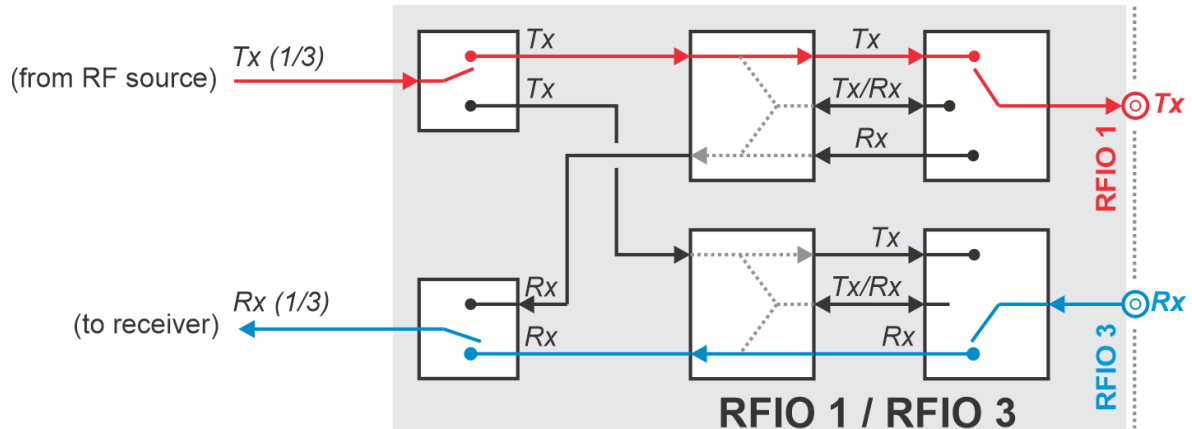 Tx (1/3)
(from RF source)
Tx
Tx
Tx
Tx/Rx
Rx
Tx
RFIO 1
Rx (1/3)
(to receiver)
Rx
Rx
Tx
Tx/Rx
Rx
Rx
RFIO 3
RFIO 1 / RFIO 3